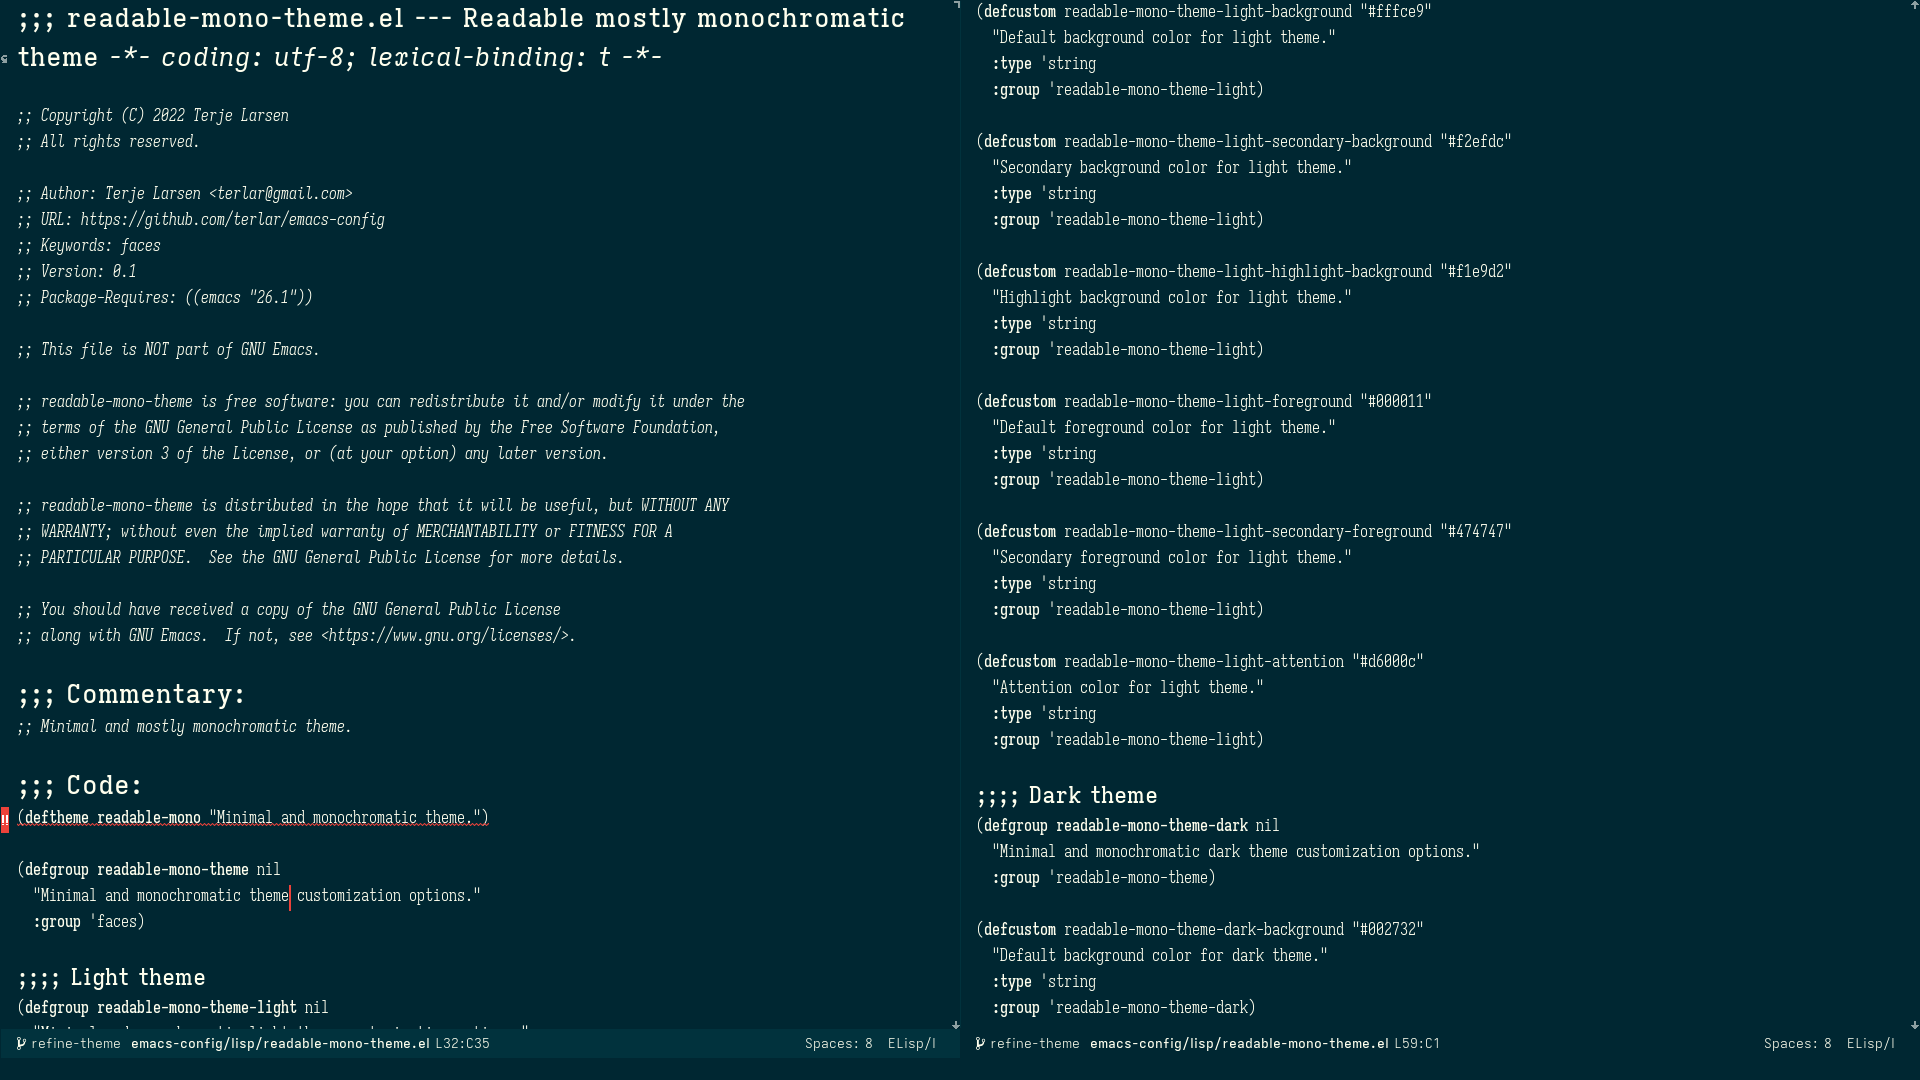 ;;; readable-mono-theme.el --- Readable mostly monochromatic
theme -*- coding: utf-8; lexical-binding: t -*-

;; Copyright (C) 2022 Terje Larsen
;; All rights reserved.

;; Author: Terje Larsen <terlar@gmail.com>
;; URL: https://github.com/terlar/emacs-config
;; Keywords: faces
;; Version: 0.1
;; Package-Requires: ((emacs "26.1"))

;; This file is NOT part of GNU Emacs.

;; readable-mono-theme is free software: you can redistribute it and/or modify it under the
;; terms of the GNU General Public License as published by the Free Software Foundation,
;; either version 3 of the License, or (at your option) any later version.

;; readable-mono-theme is distributed in the hope that it will be useful, but WITHOUT ANY
;; WARRANTY; without even the implied warranty of MERCHANTABILITY or FITNESS FOR A
;; PARTICULAR PURPOSE.  See the GNU General Public License for more details.

;; You should have received a copy of the GNU General Public License
;; along with GNU Emacs.  If not, see <https://www.gnu.org/licenses/>.

;;; Commentary:
;; Minimal and mostly monochromatic theme.

;;; Code:
!! (deftheme readable-mono "Minimal and monochromatic theme.")

(defgroup readable-mono-theme nil
  "Minimal and monochromatic theme customization options."
  :group 'faces)

;;;; Light theme
(defgroup readable-mono-theme-light nil
refine-theme emacs-config/lisp/readable-mono-theme.el L32:C35 Spaces: 8 ELisp/l
(defcustom readable-mono-theme-light-background "#fffce9"
  "Default background color for light theme."
  :type 'string
  :group 'readable-mono-theme-light)

(defcustom readable-mono-theme-light-secondary-background "#f2efdc"
  "Secondary background color for light theme."
  :type 'string
  :group 'readable-mono-theme-light)

(defcustom readable-mono-theme-light-highlight-background "#f1e9d2"
  "Highlight background color for light theme."
  :type 'string
  :group 'readable-mono-theme-light)

(defcustom readable-mono-theme-light-foreground "#000011"
  "Default foreground color for light theme."
  :type 'string
  :group 'readable-mono-theme-light)

(defcustom readable-mono-theme-light-secondary-foreground "#474747"
  "Secondary foreground color for light theme."
  :type 'string
  :group 'readable-mono-theme-light)

(defcustom readable-mono-theme-light-attention "#d6000c"
  "Attention color for light theme."
  :type 'string
  :group 'readable-mono-theme-light)

;;;; Dark theme
(defgroup readable-mono-theme-dark nil
  "Minimal and monochromatic dark theme customization options."
  :group 'readable-mono-theme)

(defcustom readable-mono-theme-dark-background "#002732"
  "Default background color for dark theme."
  :type 'string
  :group 'readable-mono-theme-dark)
refine-theme emacs-config/lisp/readable-mono-theme.el L59:C1 Spaces: 8 ELisp/l